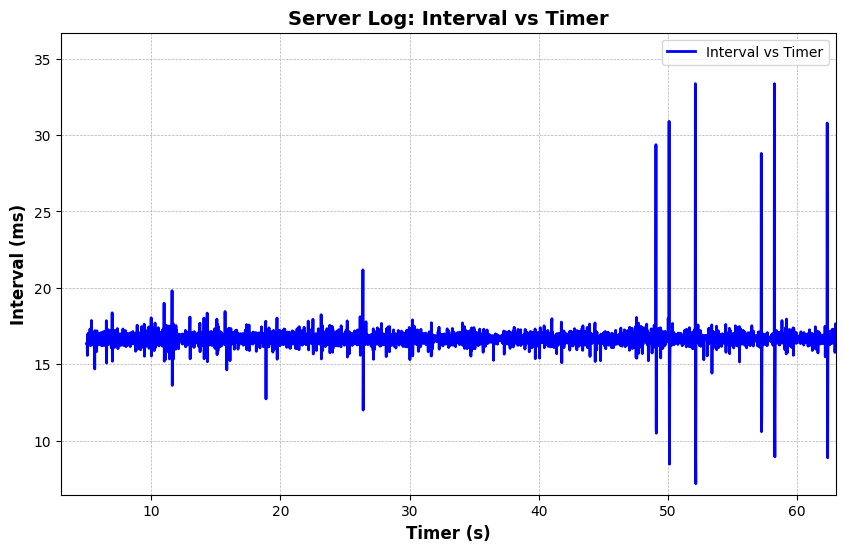 Server Log: Interval vs Timer
Interval vs Timer
35
30
25
20
15
10
Interval (ms)
10 20 30 40 50 60
Timer (s)